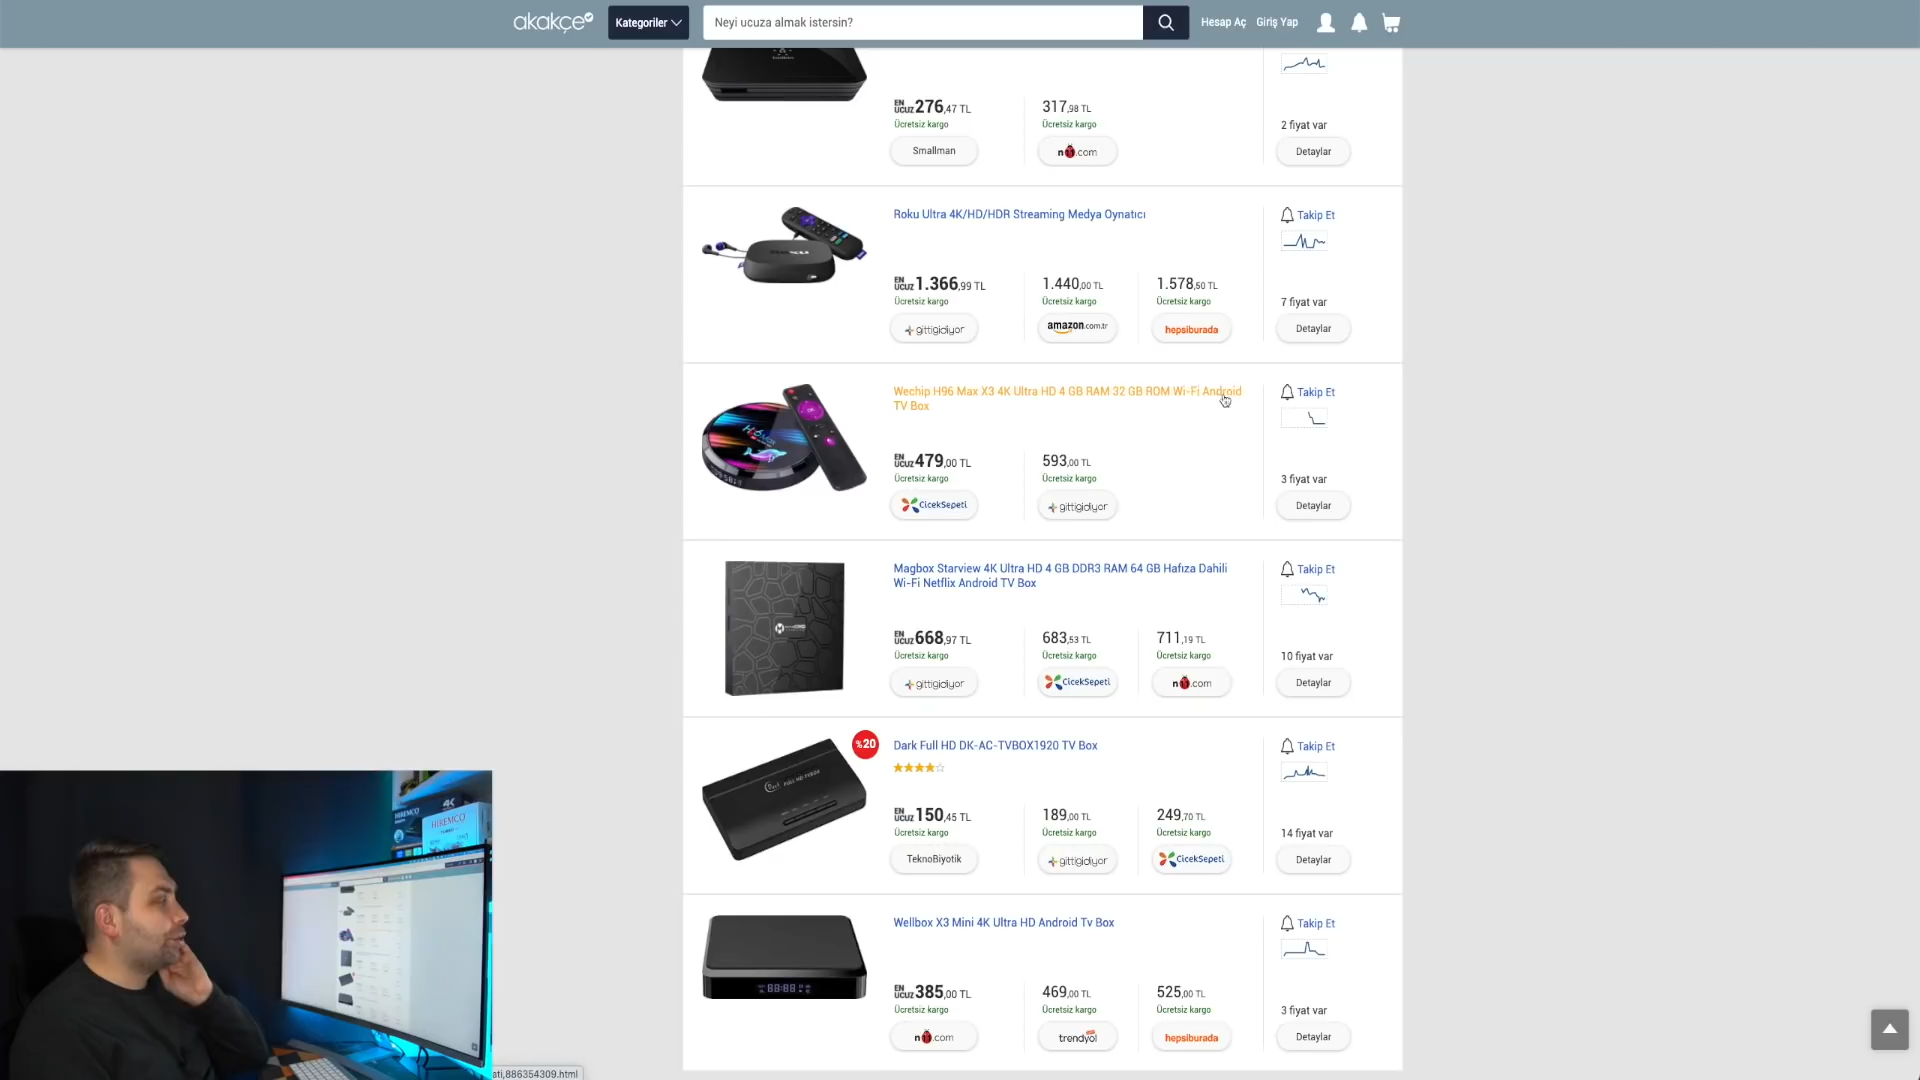 akakçe
Kategoriler
Neyi ucuza almak istersin?
Hesap Aç
Giriş Yap
EN UCUZ 276,47 TL
Ücretsiz kargo
Smallman
317,98 TL
Ücretsiz kargo
n11.com
2 fiyat var
Detaylar
Roku Ultra 4K/HD/HDR Streaming Medya Oynatıcı
EN UCUZ 1.366,99 TL
Ücretsiz kargo
gittigidiyor
1.440,00 TL
Ücretsiz kargo
amazon.com.tr
1.578,50 TL
Ücretsiz kargo
hepsiburada
Takip Et
7 fiyat var
Detaylar
Wechip H96 Max X3 4K Ultra HD 4 GB RAM 32 GB ROM Wi-Fi Android
TV Box
EN UCUZ 479,00 TL
Ücretsiz kargo
CicekSepeti
593,00 TL
Ücretsiz kargo
gittigidiyor
Takip Et
3 fiyat var
Detaylar
Magbox Starview 4K Ultra HD 4 GB DDR3 RAM 64 GB Hafıza Dahili
Wi-Fi Netflix Android TV Box
EN UCUZ 668,97 TL
Ücretsiz kargo
gittigidiyor
683,53 TL
Ücretsiz kargo
CicekSepeti
711,19 TL
Ücretsiz kargo
n11.com
Takip Et
10 fiyat var
Detaylar
%20
Dark Full HD DK-AC-TVBOX1920 TV Box
EN UCUZ 150,45 TL
Ücretsiz kargo
TeknoBiyotik
189,00 TL
Ücretsiz kargo
gittigidiyor
249,70 TL
Ücretsiz kargo
CicekSepeti
Takip Et
14 fiyat var
Detaylar
Wellbox X3 Mini 4K Ultra HD Android Tv Box
EN UCUZ 385,00 TL
Ücretsiz kargo
n11.com
469,00 TL
Ücretsiz kargo
trendyol
525,00 TL
Ücretsiz kargo
hepsiburada
Takip Et
3 fiyat var
Detaylar
4K
HIREMCO
HIREMCO
ati,886354309.html